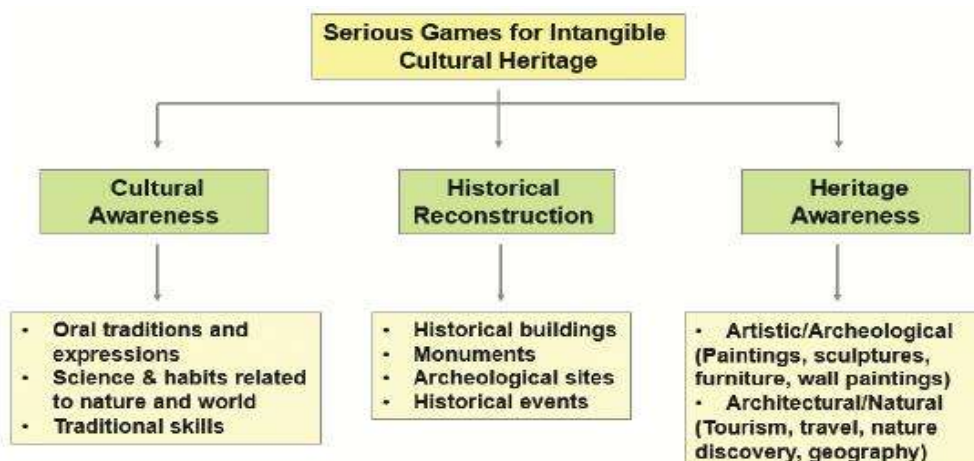 Serious Games for Intangible
Cultural Heritage
Cultural
Awareness
Historical
Reconstruction
Heritage
Awareness
• Oral traditions and
expressions
• Science & habits related
to nature and world
• Traditional skills
• Historical buildings
• Monuments
• Archeological sites
• Historical events
• Artistic/Archeological
(Paintings, sculptures,
furniture, wall paintings)
• Architectural/Natural
(Tourism, travel, nature
discovery, geography)